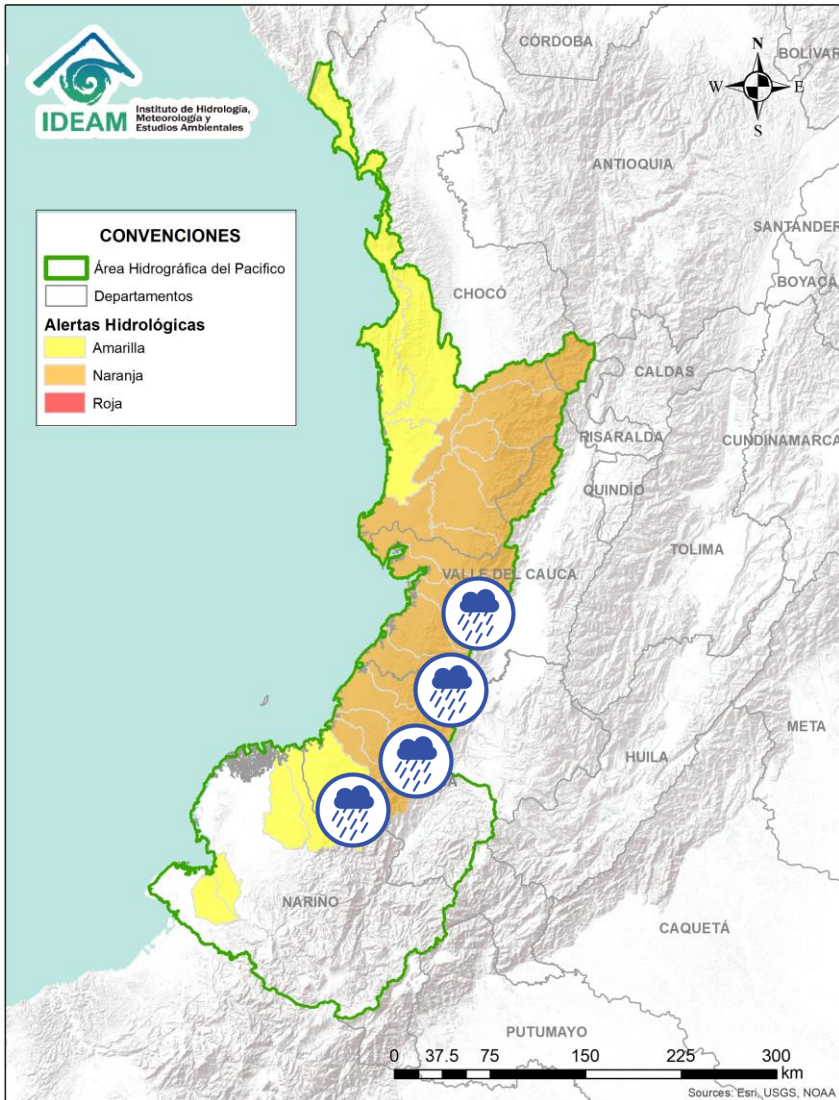 IDEAM
Instituto de Hidrología,
Meteorología y
Estudios Ambientales
CÓRDOBA
BOLÍVAR
N
W
E
S
ANTIOQUIA
SANTANDER
BOYACÁ
CONVENCIONES
Área Hidrográfica del Pacifico
Departamentos
Alertas Hidrológicas
Amarilla
Naranja
Roja
CHOCÓ
CALDAS
RISARALDA
CUNDINAMARCA
QUINDÍO
TOLIMA
VALLE DEL CAUCA
META
HUILA
A
NARIÑO
CAQUETÁ
PUTUMAYO
0 37.5 75 150 225 300
km
Sources: Esri, USGS, NOAA